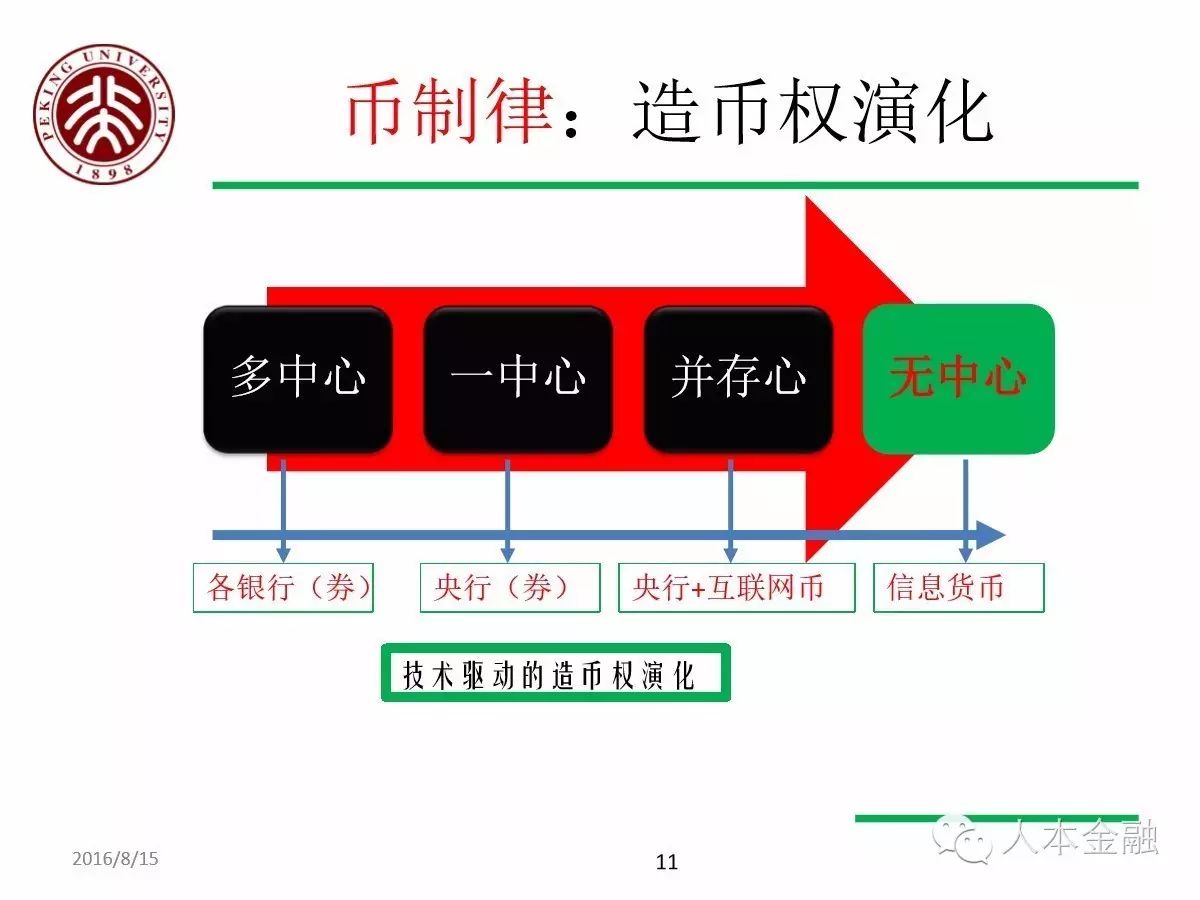 PEKING UNIVERSITY
1898
币制律：造币权演化
多中心
一中心
并存心
无中心
各银行（券）
央行（券）
央行+互联网币
信息货币
技术驱动的造币权演化
人本金融
2016/8/15
11